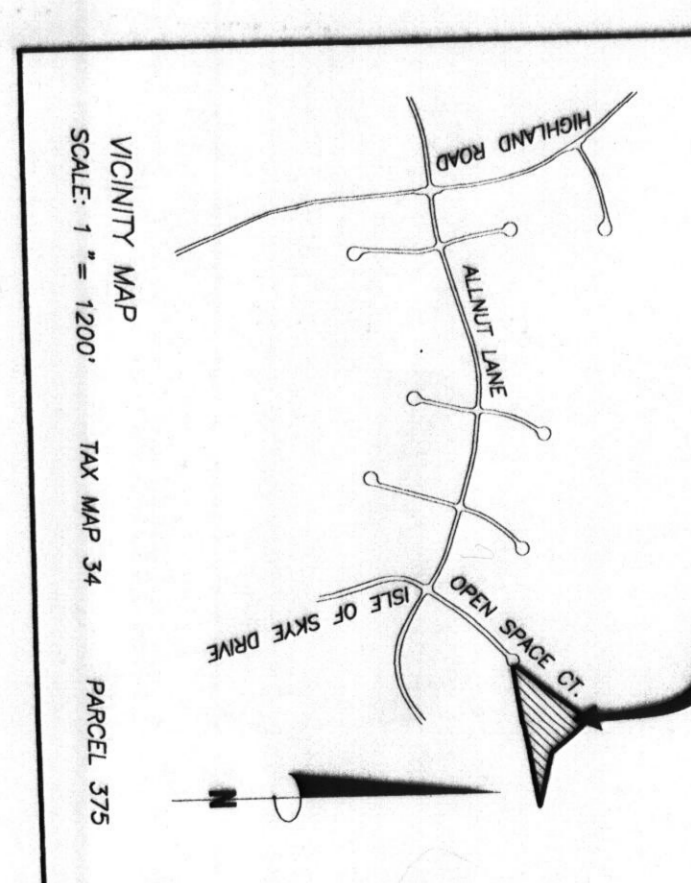 HIGHLAND ROAD
ALLNUT LANE
ISLE OF SKYE DRIVE
OPEN SPACE CT.
N
VICINITY MAP
SCALE: 1 "= 1200' TAX MAP 34 PARCEL 375